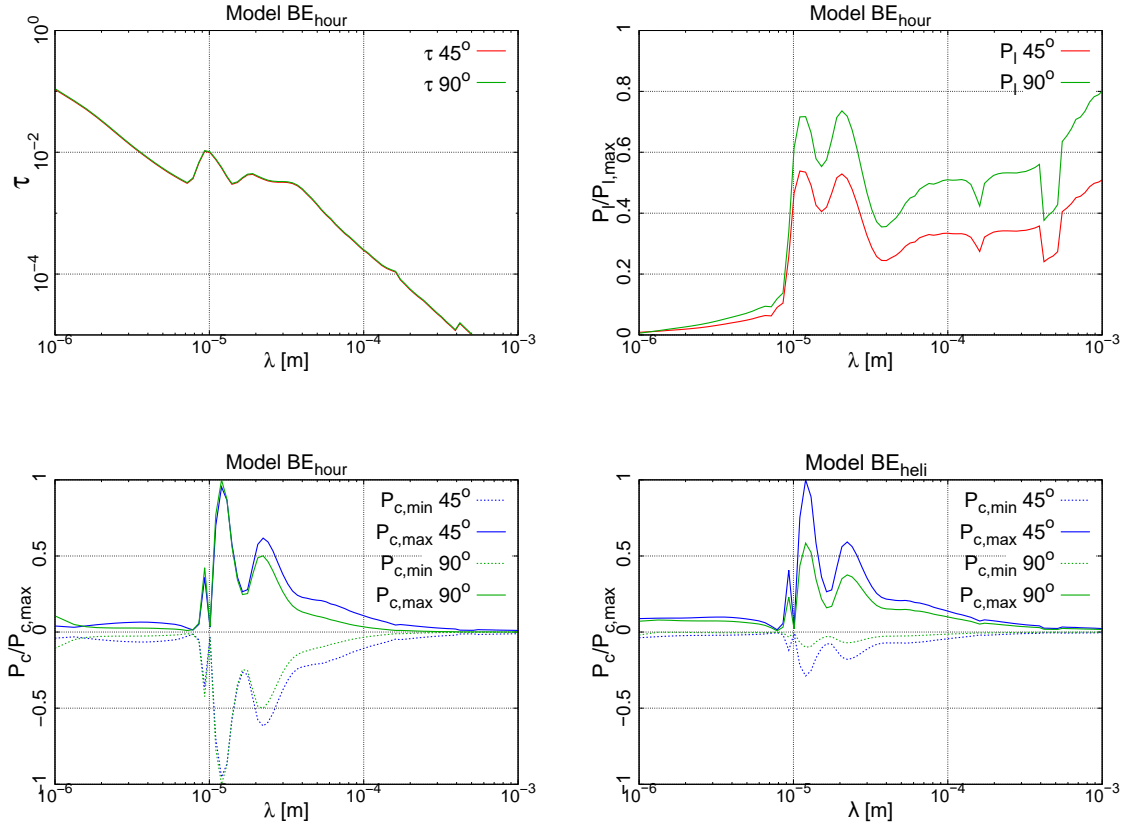 Model BE_hour
10^0
10^-2
10^-4
τ
τ 45°
τ 90°
10^-6
10^-5
10^-4
10^-3
λ [m]
Model BE_hour
1
0.8
0.6
0.4
0.2
0
P_l/P_l,max
P_l 45°
P_l 90°
10^-6
10^-5
10^-4
10^-3
λ [m]
Model BE_hour
1
0.5
0
−0.5
−1
P_c/P_c,max
P_c,min 45°
P_c,max 45°
P_c,min 90°
P_c,max 90°
10^-6
10^-5
10^-4
10^-3
λ [m]
Model BE_heli
1
0.5
0
−0.5
−1
P_c/P_c,max
P_c,min 45°
P_c,max 45°
P_c,min 90°
P_c,max 90°
10^-6
10^-5
10^-4
10^-3
λ [m]